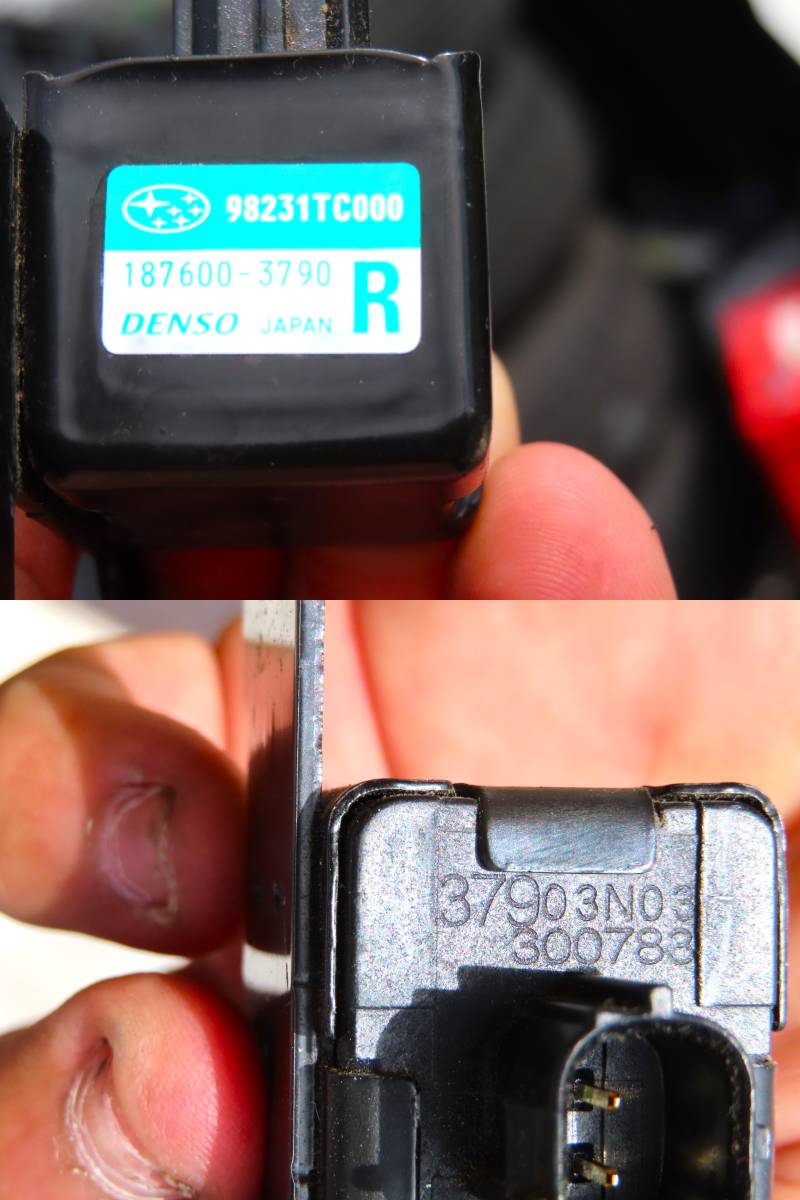 98231TC000
187600-3790
R
DENSO JAPAN
37903N03
300783